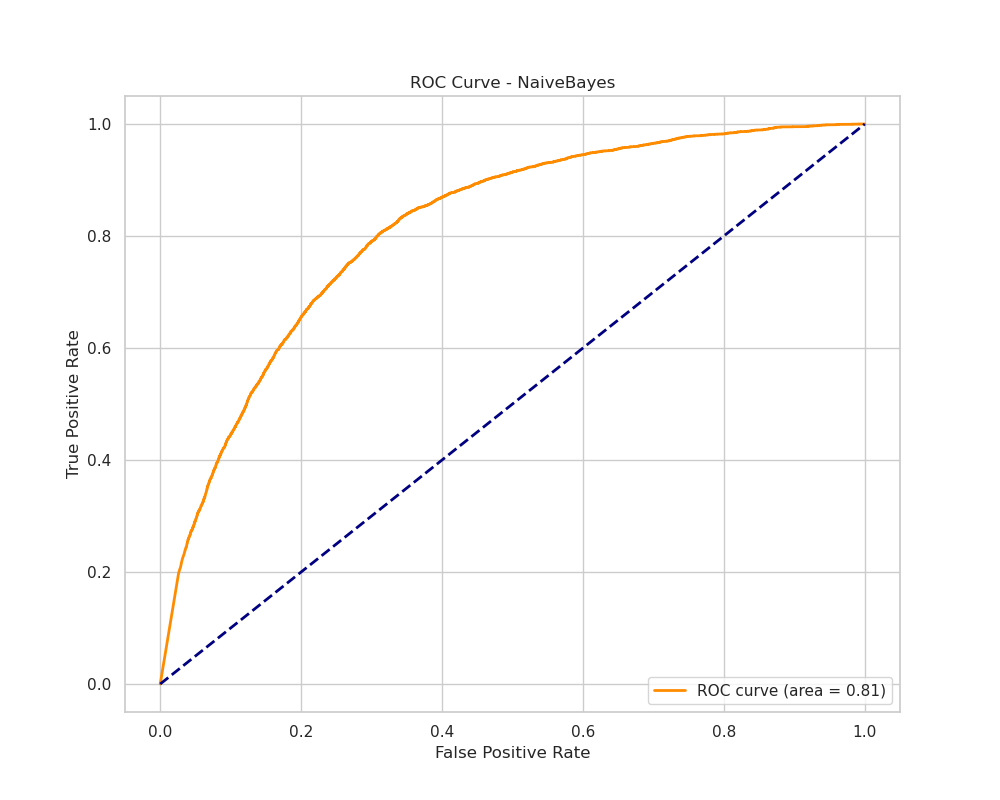 ROC Curve - NaiveBayes
1.0
0.8
0.6
0.4
0.2
0.0
True Positive Rate
ROC curve (area = 0.81)
0.0 0.2 0.4 0.6 0.8 1.0
False Positive Rate